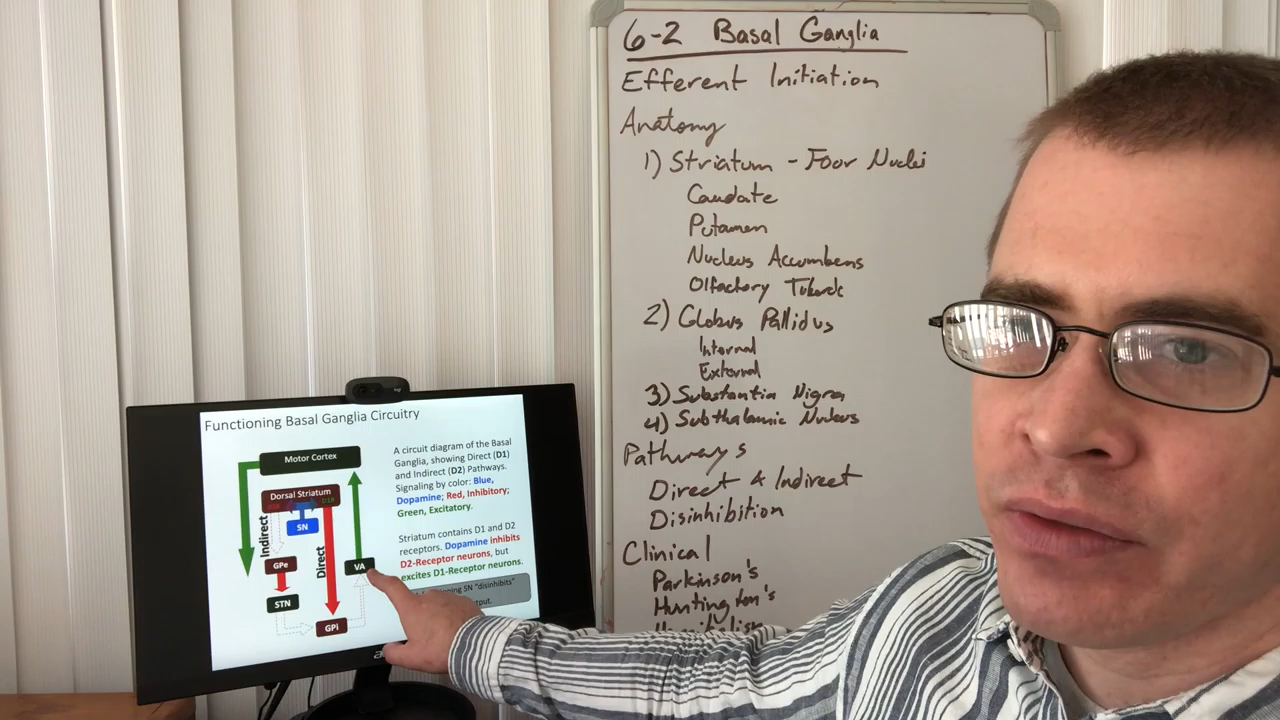 6-2 Basal Ganglia
Efferent Initiation
Anatomy
1) Striatum - Four Nuclei
Caudate
Putamen
Nucleus Accumbens
Olfactory
2) Globus Pallidus
Internal
External
3) Substantia Nigra
4) Subthalamic Nucleus
Pathways
Direct & Indirect
Disinhibition
Clinical
Parkinson's
Huntington's
Functioning Basal Ganglia Circuitry
Motor Cortex
Dorsal Striatum
SN
Indirect
Direct
GPe
VA
STN
GPi
A circuit diagram of the Basal
Ganglia, showing Direct (D1)
and Indirect (D2) Pathways.
Signaling by color: Blue,
Dopamine; Red, Inhibitory;
Green, Excitatory.
Striatum contains D1 and D2
receptors. Dopamine inhibits
D2-Receptor neurons, but
excites D1-Receptor neurons.
SN "disinhibits"